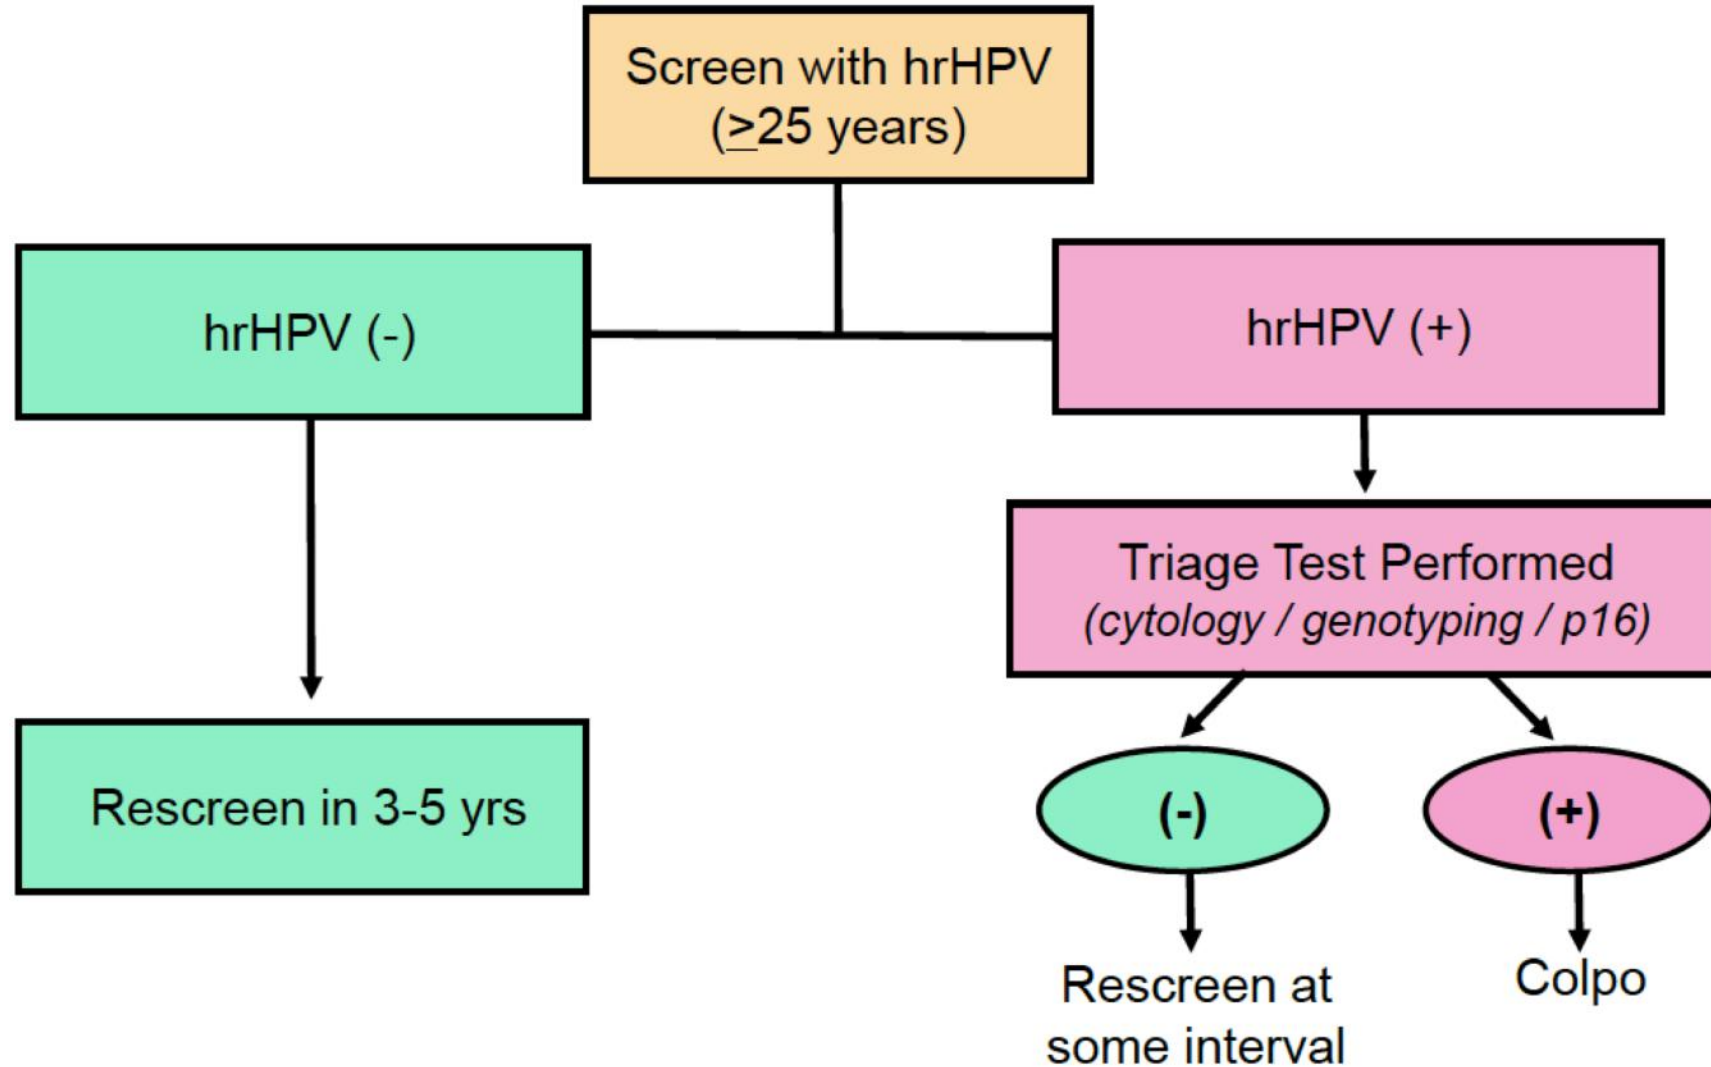 Screen with hrHPV
(≥25 years)
hrHPV (-)
hrHPV (+)
Triage Test Performed
(cytology / genotyping / p16)
Rescreen in 3-5 yrs
(-)
(+)
Rescreen at
some interval
Colpo